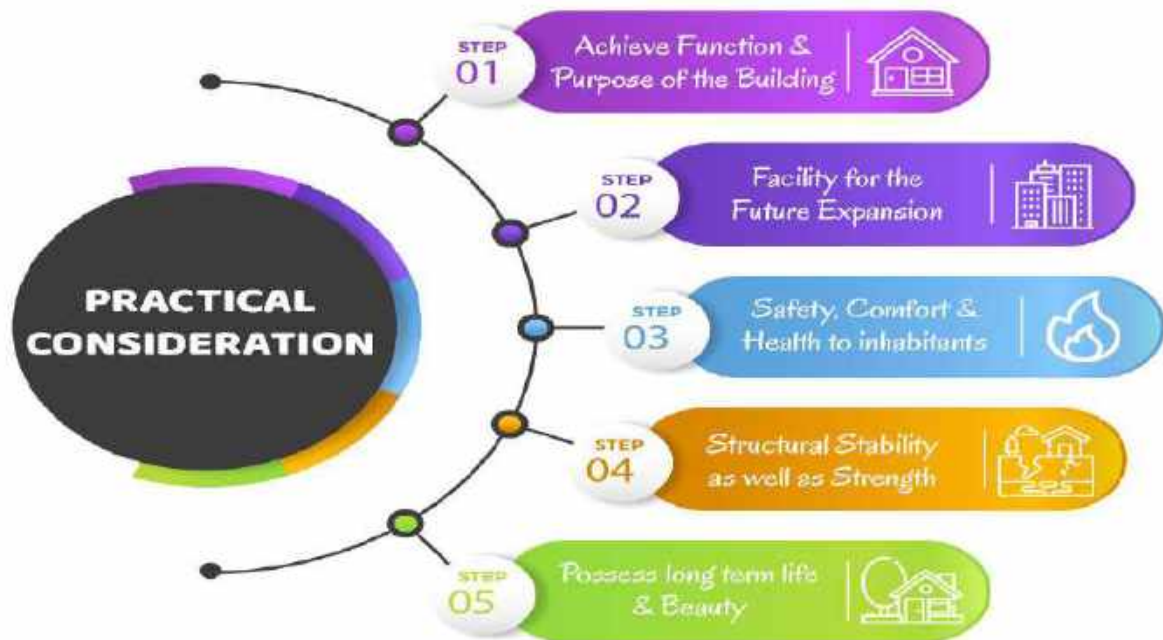 STEP
01
Achieve Function &
Purpose of the Building
STEP
02
Facility for the
Future Expansion
PRACTICAL
CONSIDERATION
STEP
03
Safety, Comfort &
Health to inhabitants
STEP
04
Structural Stability
as well as Strength
STEP
05
Possess long term life
& Beauty